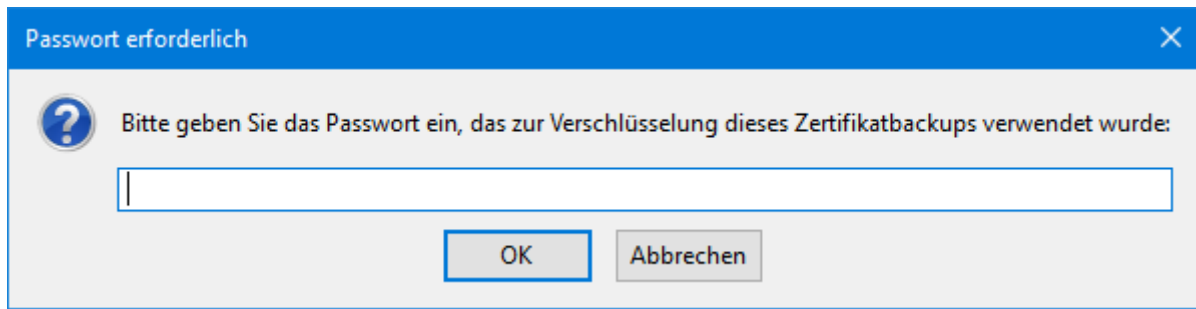 Passwort erforderlich
Bitte geben Sie das Passwort ein, das zur Verschlüsselung dieses Zertifikatbackups verwendet wurde:
OK
Abbrechen